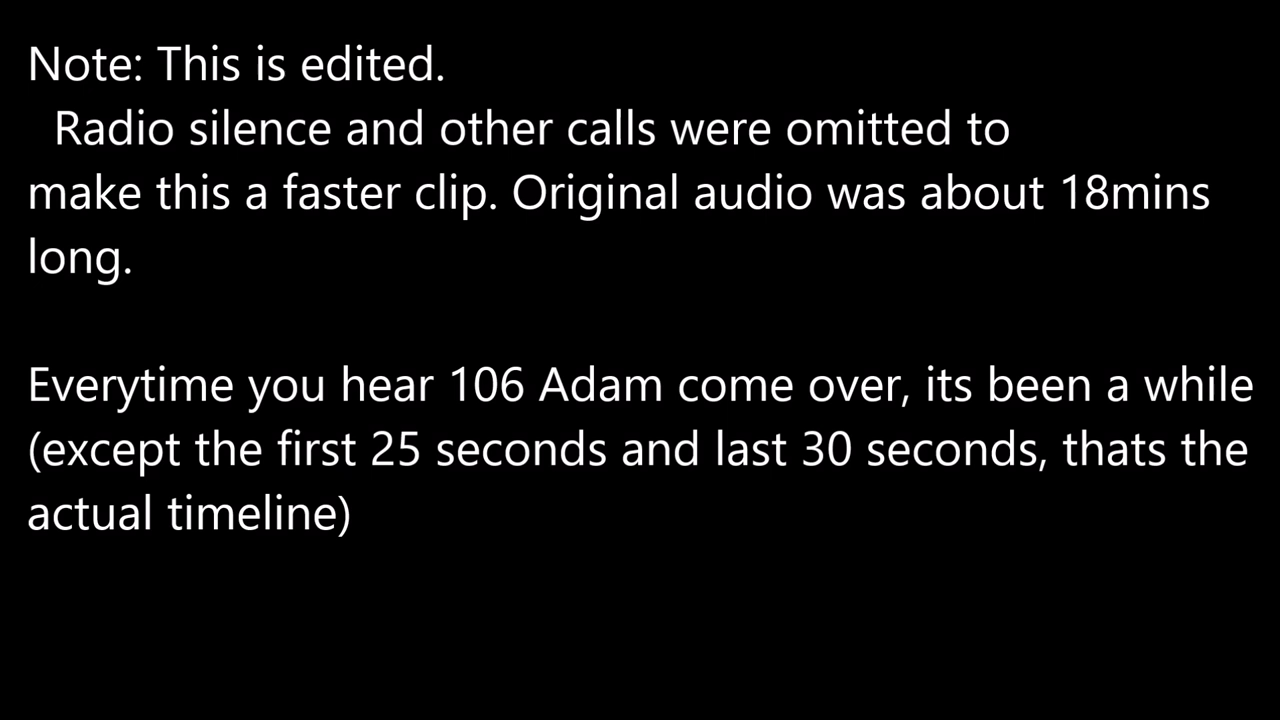 Note: This is edited.
Radio silence and other calls were omitted to
make this a faster clip. Original audio was about 18mins
long.
Everytime you hear 106 Adam come over, its been a while
(except the first 25 seconds and last 30 seconds, thats the
actual timeline)